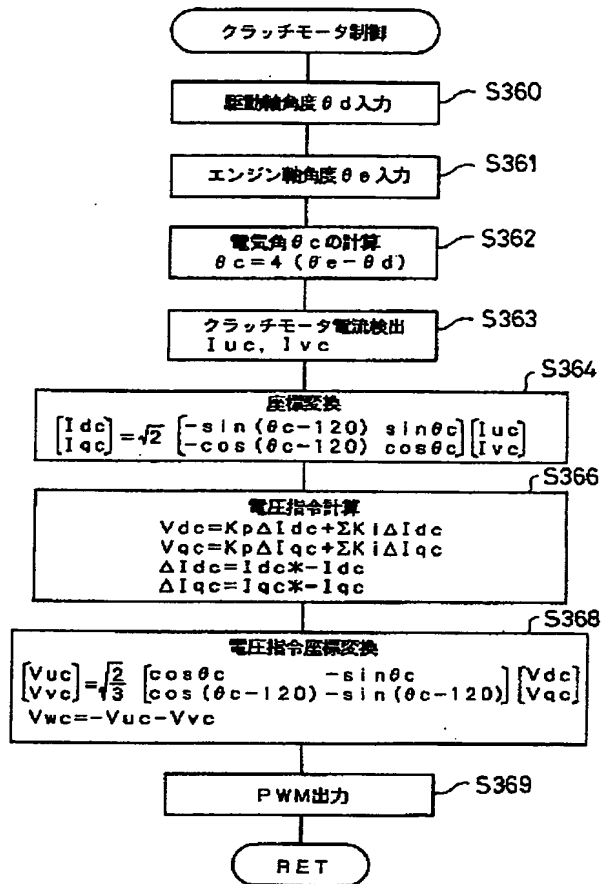 クラッチモータ制御
駆動軸角度θd入力
S360
エンジン軸角度θe入力
S361
電気角θcの計算
θc=4(θe-θd)
S362
クラッチモータ電流検出
Iuc, Ivc
S363
S364
座標変換
[Idc] =√2 [-sin(θc-120) sinθc] [Iuc]
[Iqc] [-cos(θc-120) cosθc] [Ivc]
S366
電圧指令計算
Vdc=KpΔIdc+ΣKiΔIdc
Vqc=KpΔIqc+ΣKiΔIqc
ΔIdc=Idc*-Idc
ΔIqc=Iqc*-Iqc
S368
電圧指令座標変換
[Vuc] =√2/3 [cosθc -sinθc] [Vdc]
[Vvc] [cos(θc-120) -sin(θc-120)] [Vqc]
Vwc=-Vuc-Vvc
PWM出力
S369
RET